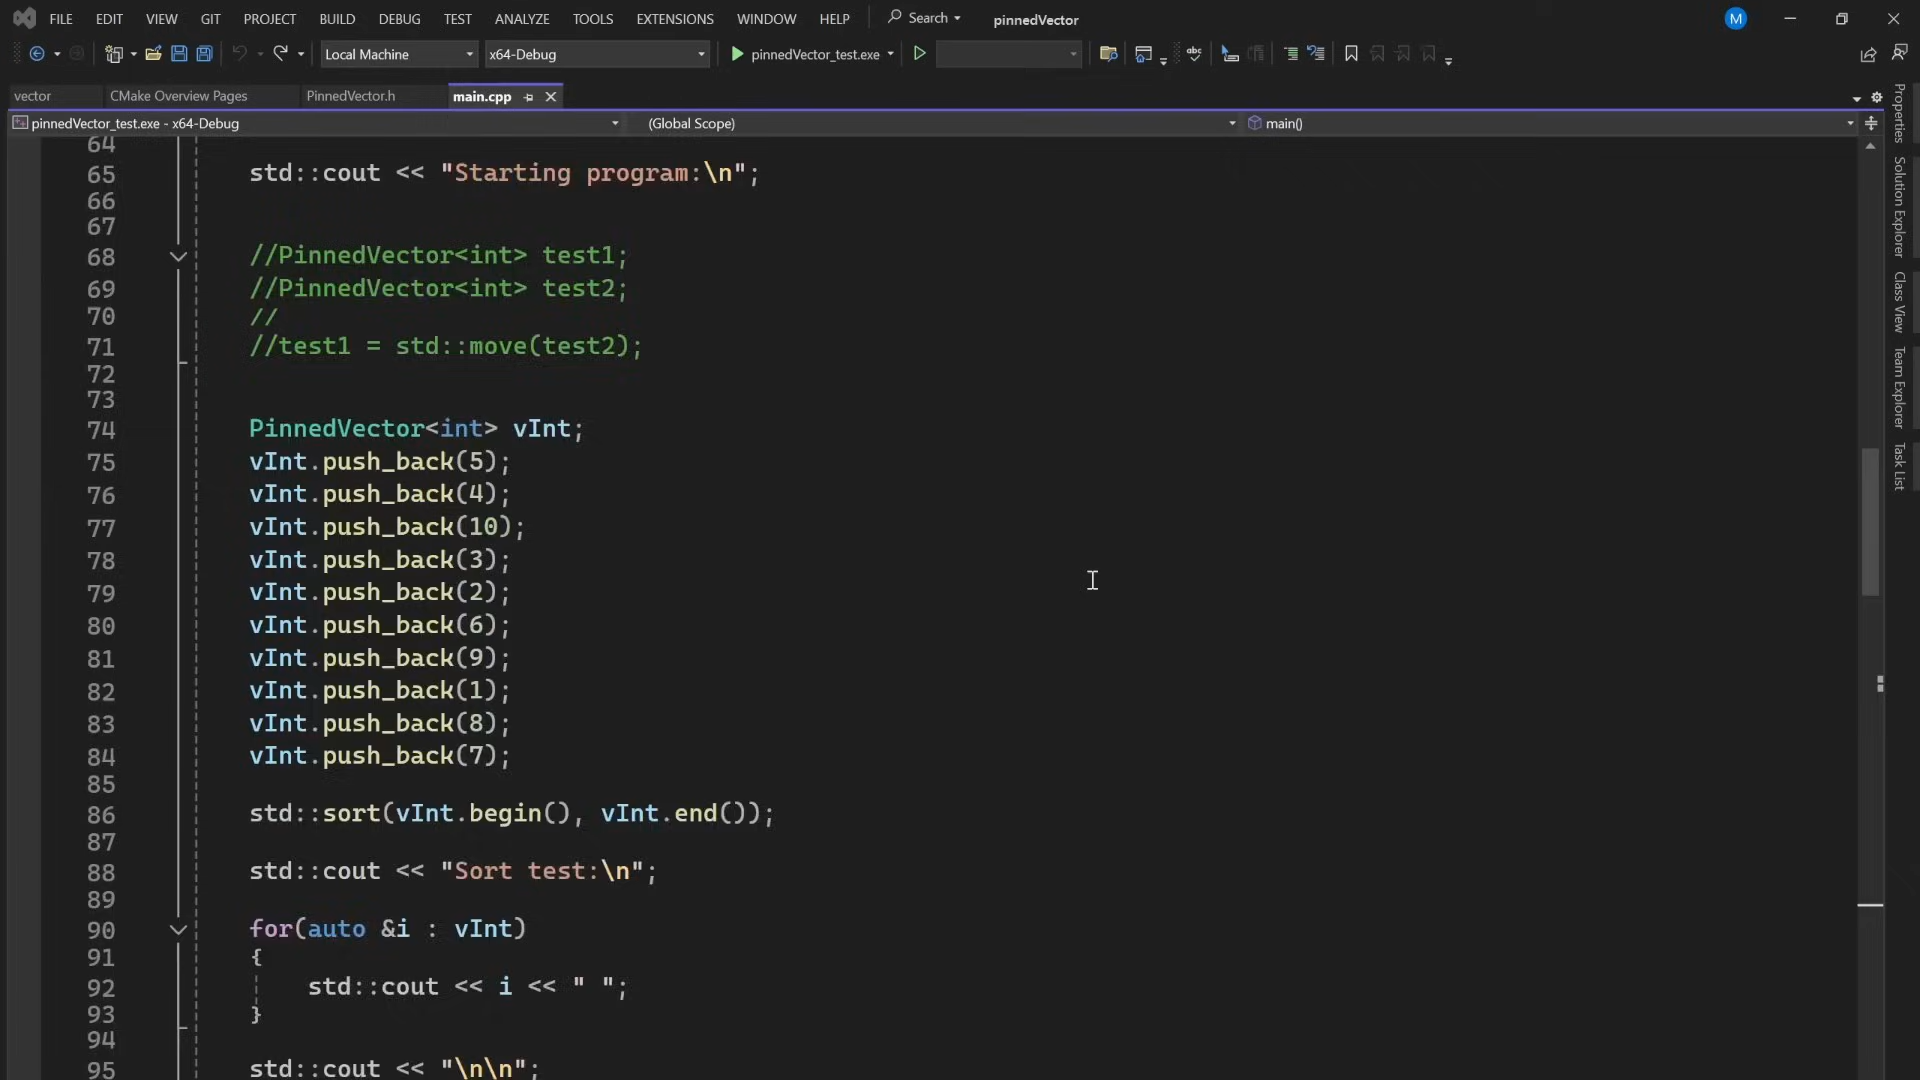 FILE EDIT VIEW GIT PROJECT BUILD DEBUG TEST ANALYZE TOOLS EXTENSIONS WINDOW HELP Search pinnedVector M
Local Machine x64-Debug pinnedVector_test.exe abc
vector CMake Overview Pages PinnedVector.h main.cpp
pinnedVector_test.exe - x64-Debug (Global Scope) main()
64
65 std::cout << "Starting program:\n";
66
67
68 //PinnedVector<int> test1;
69 //PinnedVector<int> test2;
70 //
71 //test1 = std::move(test2);
72
73
74 PinnedVector<int> vInt;
75 vInt.push_back(5);
76 vInt.push_back(4);
77 vInt.push_back(10);
78 vInt.push_back(3);
79 vInt.push_back(2);
80 vInt.push_back(6);
81 vInt.push_back(9);
82 vInt.push_back(1);
83 vInt.push_back(8);
84 vInt.push_back(7);
85
86 std::sort(vInt.begin(), vInt.end());
87
88 std::cout << "Sort test:\n";
89
90 for(auto &i : vInt)
91 {
92 std::cout << i << " ";
93 }
94
95 std::cout << "\n\n";
Properties
Solution Explorer
Class View
Team Explorer
Task List